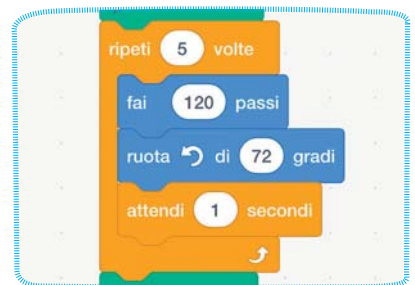 ripeti 5 volte
fai 120 passi
ruota di 72 gradi
attendi 1 secondi